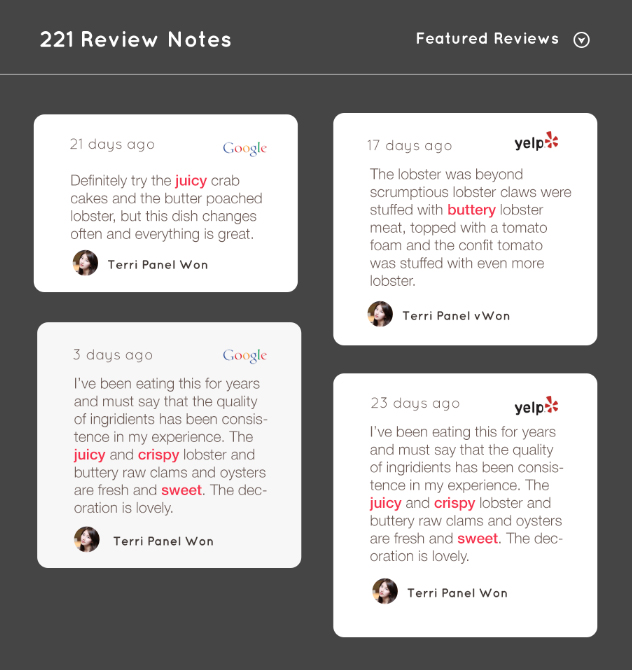 221 Review Notes
Featured Reviews
21 days ago
Google
Definitely try the juicy crab
cakes and the butter poached
lobster, but this dish changes
often and everything is great.
Terri Panel Won
17 days ago
yelp
The lobster was beyond
scrumptious lobster claws were
stuffed with buttery lobster
meat, topped with a tomato
foam and the confit tomato
was stuffed with even more
lobster.
Terri Panel vWon
3 days ago
Google
I've been eating this for years
and must say that the quality
of ingridients has been consis-
tence in my experience. The
juicy and crispy lobster and
buttery raw clams and oysters
are fresh and sweet. The dec-
oration is lovely.
Terri Panel Won
23 days ago
yelp
I've been eating this for years
and must say that the quality
of ingridients has been consis-
tence in my experience. The
juicy and crispy lobster and
buttery raw clams and oysters
are fresh and sweet. The dec-
oration is lovely.
Terri Panel Won